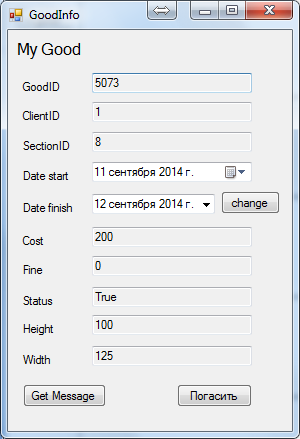 GoodInfo
My Good
GoodID 5073
ClientID 1
SectionID 8
Date start 11 сентября 2014 г.
Date finish 12 сентября 2014 г. change
Cost 200
Fine 0
Status True
Height 100
Width 125
Get Message Погасить